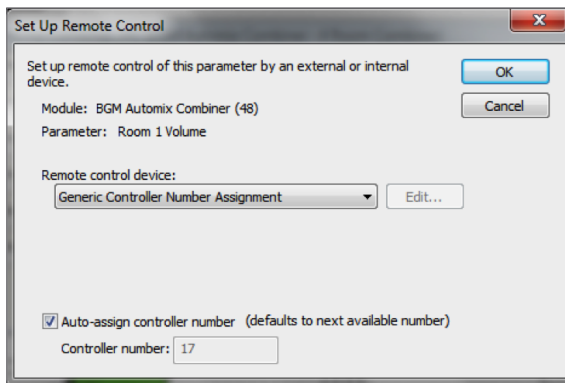 Set Up Remote Control
Set up remote control of this parameter by an external or internal
device.
OK
Cancel
Module: BGM Automix Combiner (48)
Parameter: Room 1 Volume
Remote control device:
Generic Controller Number Assignment
Edit...
Auto-assign controller number (defaults to next available number)
Controller number: 17